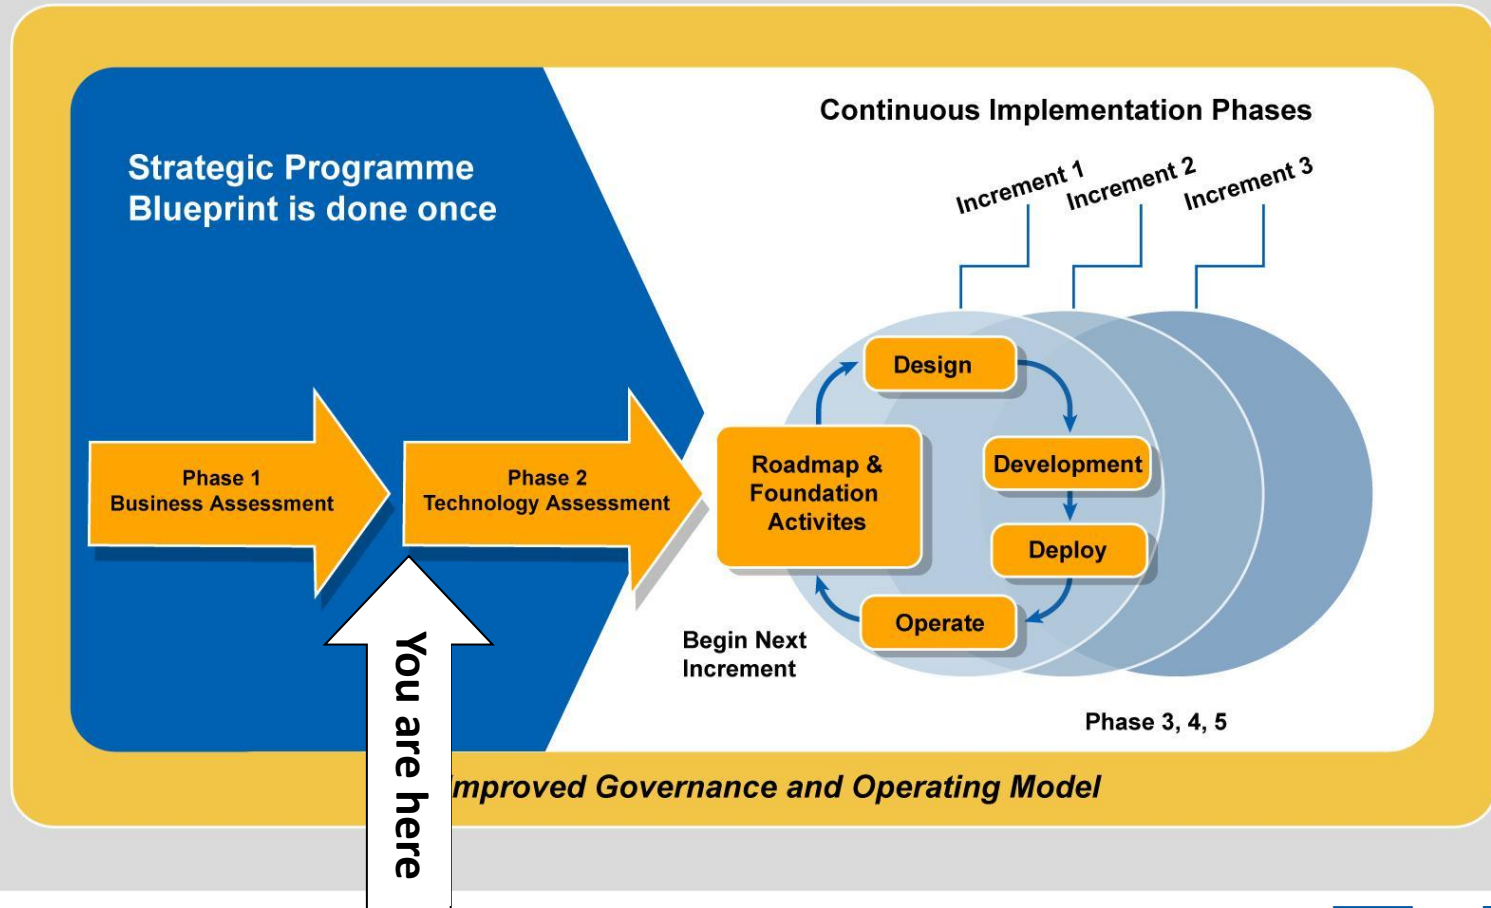 Continuous Implementation Phases
Strategic Programme
Blueprint is done once
Increment 1
Increment 2
Increment 3
Design
Phase 1
Business Assessment
Phase 2
Technology Assessment
Roadmap &
Foundation
Activites
Development
Deploy
Operate
Begin Next
Increment
Phase 3, 4, 5
You are here
Improved Governance and Operating Model